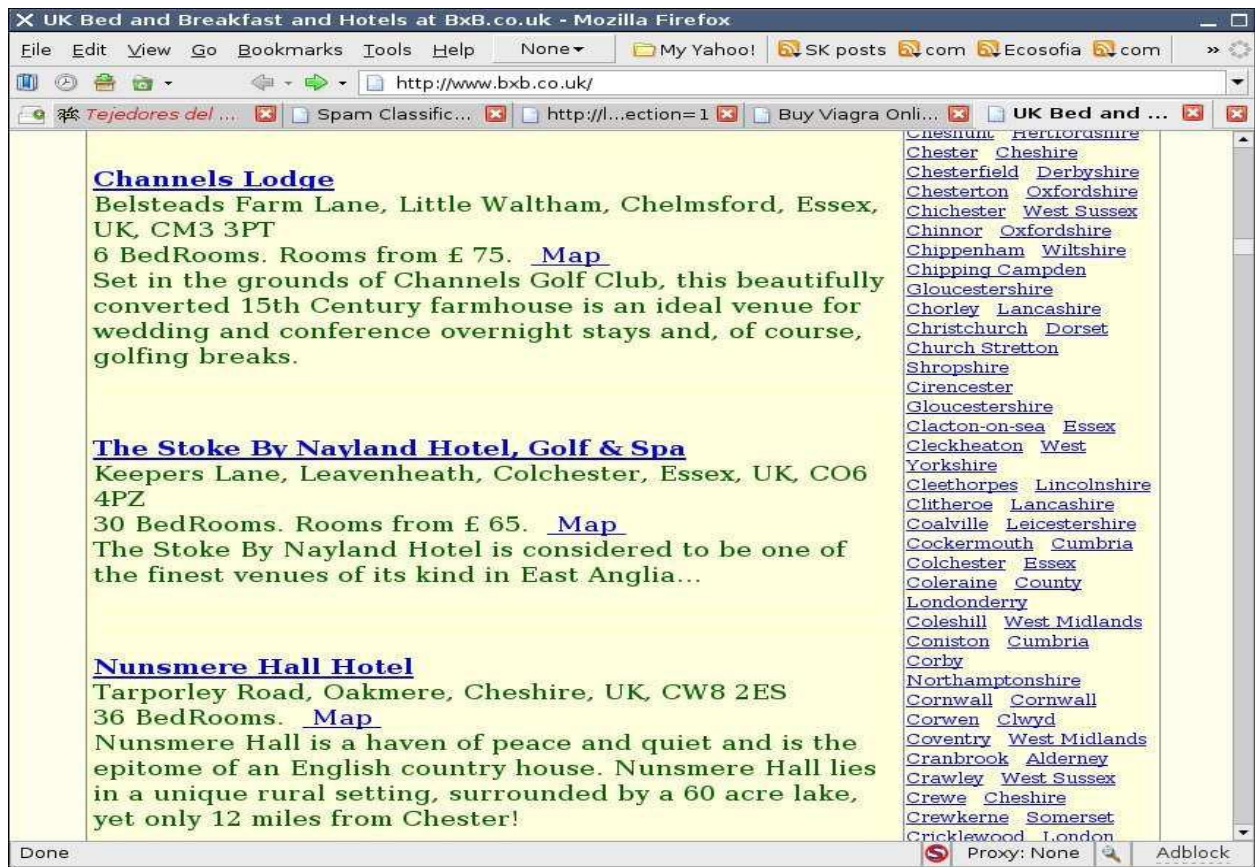 UK Bed and Breakfast and Hotels at BxB.co.uk - Mozilla Firefox
File Edit View Go Bookmarks Tools Help None My Yahoo! SK posts com Ecosofia com »
http://www.bxb.co.uk/
Tejedores del ... Spam Classific... http://l...ection=1 Buy Viagra Onli... UK Bed and ...
Channels Lodge
Belsteads Farm Lane, Little Waltham, Chelmsford, Essex,
UK, CM3 3PT
6 BedRooms. Rooms from £ 75. Map
Set in the grounds of Channels Golf Club, this beautifully
converted 15th Century farmhouse is an ideal venue for
wedding and conference overnight stays and, of course,
golfing breaks.
The Stoke By Nayland Hotel, Golf & Spa
Keepers Lane, Leavenheath, Colchester, Essex, UK, CO6
4PZ
30 BedRooms. Rooms from £ 65. Map
The Stoke By Nayland Hotel is considered to be one of
the finest venues of its kind in East Anglia...
Nunsmere Hall Hotel
Tarporley Road, Oakmere, Cheshire, UK, CW8 2ES
36 BedRooms. Map
Nunsmere Hall is a haven of peace and quiet and is the
epitome of an English country house. Nunsmere Hall lies
in a unique rural setting, surrounded by a 60 acre lake,
yet only 12 miles from Chester!
Cheshunt Hertfordshire
Chester Cheshire
Chesterfield Derbyshire
Chesterton Oxfordshire
Chichester West Sussex
Chinnor Oxfordshire
Chippenham Wiltshire
Chipping Campden
Gloucestershire
Chorley Lancashire
Christchurch Dorset
Church Stretton
Shropshire
Cirencester
Gloucestershire
Clacton-on-sea Essex
Cleckheaton West
Yorkshire
Cleethorpes Lincolnshire
Clitheroe Lancashire
Coalville Leicestershire
Cockermouth Cumbria
Colchester Essex
Coleraine County
Londonderry
Coleshill West Midlands
Coniston Cumbria
Corby
Northamptonshire
Cornwall Cornwall
Corwen Clwyd
Coventry West Midlands
Cranbrook Alderney
Crawley West Sussex
Crewe Cheshire
Crewkerne Somerset
Cricklewood London
Done Proxy: None Adblock